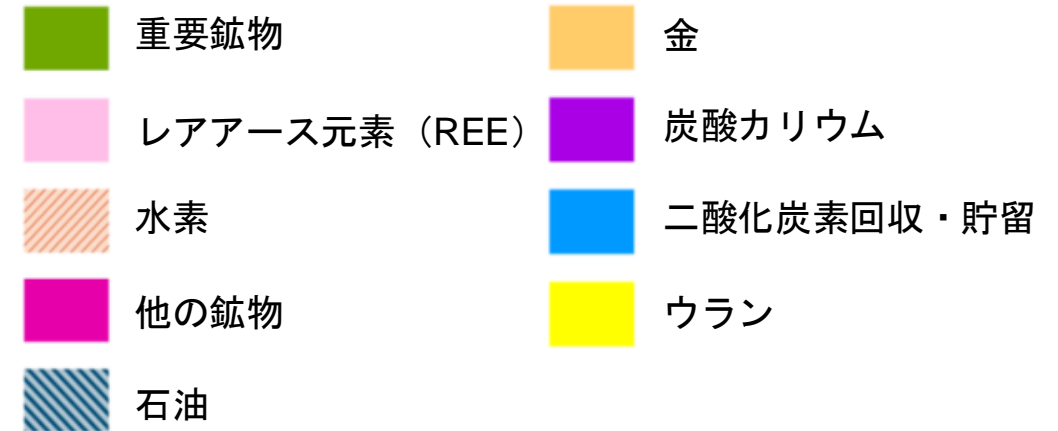 重要鉱物
レアアース元素（REE）
水素
他の鉱物
石油
金
炭酸カリウム
二酸化炭素回収・貯留
ウラン